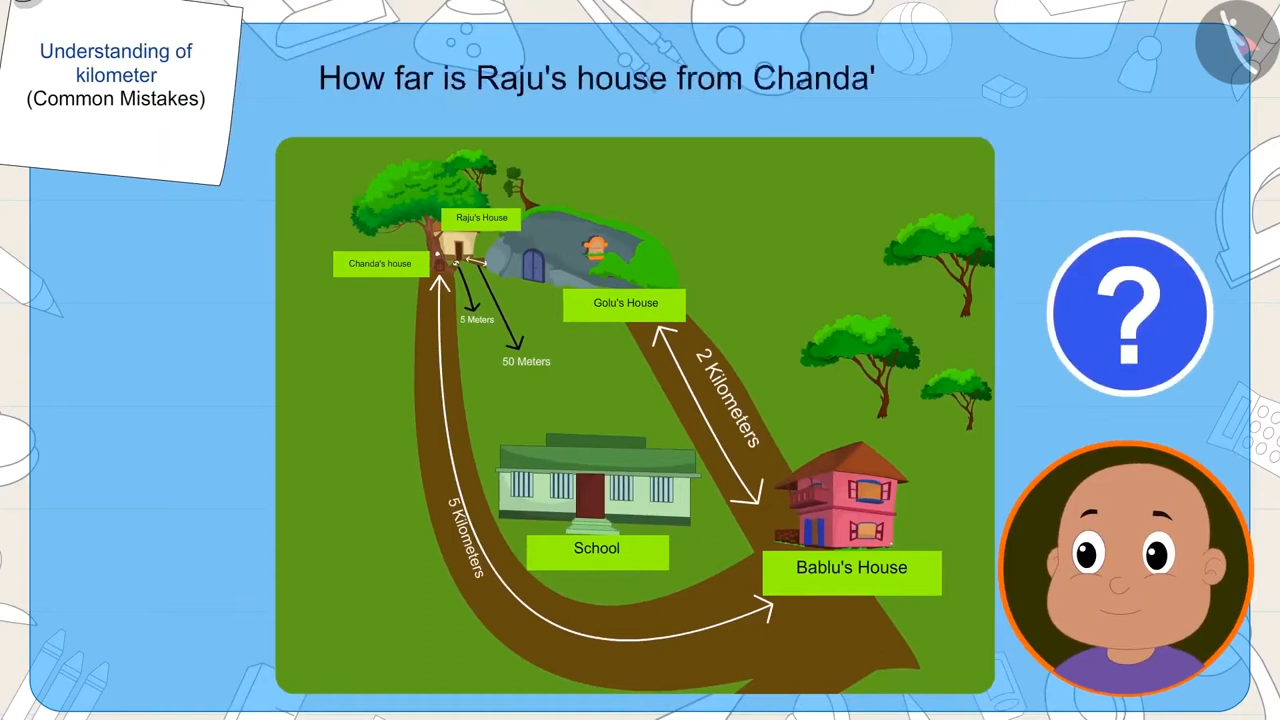 Understanding of
kilometer
(Common Mistakes)
How far is Raju's house from Chanda'
Raju's House
Chanda's house
Golu's House
5 Meters
50 Meters
2 Kilometers
5 Kilometers
School
Bablu's House
?